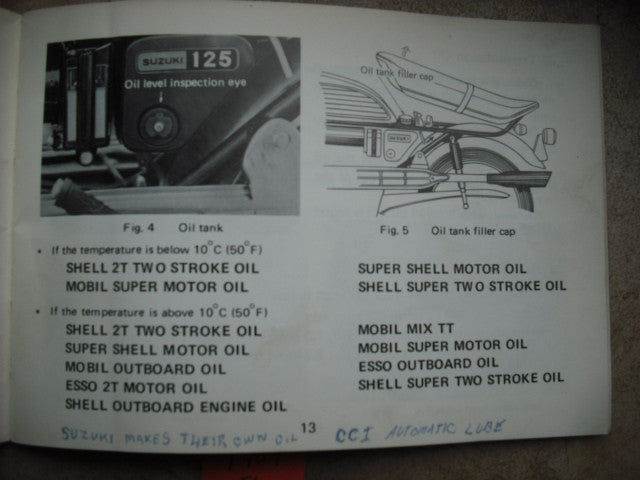 SUZUKI 125
Oil level inspection eye
Fig. 4 Oil tank
• If the temperature is below 10°C (50°F)
SHELL 2T TWO STROKE OIL
MOBIL SUPER MOTOR OIL
• If the temperature is above 10°C (50°F)
SHELL 2T TWO STROKE OIL
SUPER SHELL MOTOR OIL
MOBIL OUTBOARD OIL
ESSO 2T MOTOR OIL
SHELL OUTBOARD ENGINE OIL
Oil tank filler cap
SUZUKI
Fig. 5 Oil tank filler cap
SUPER SHELL MOTOR OIL
SHELL SUPER TWO STROKE OIL
MOBIL MIX TT
MOBIL SUPER MOTOR OIL
ESSO OUTBOARD OIL
SHELL SUPER TWO STROKE OIL
13
SUZUKI MAKES THEIR OWN OIL CCI AUTOMATIC LUBE